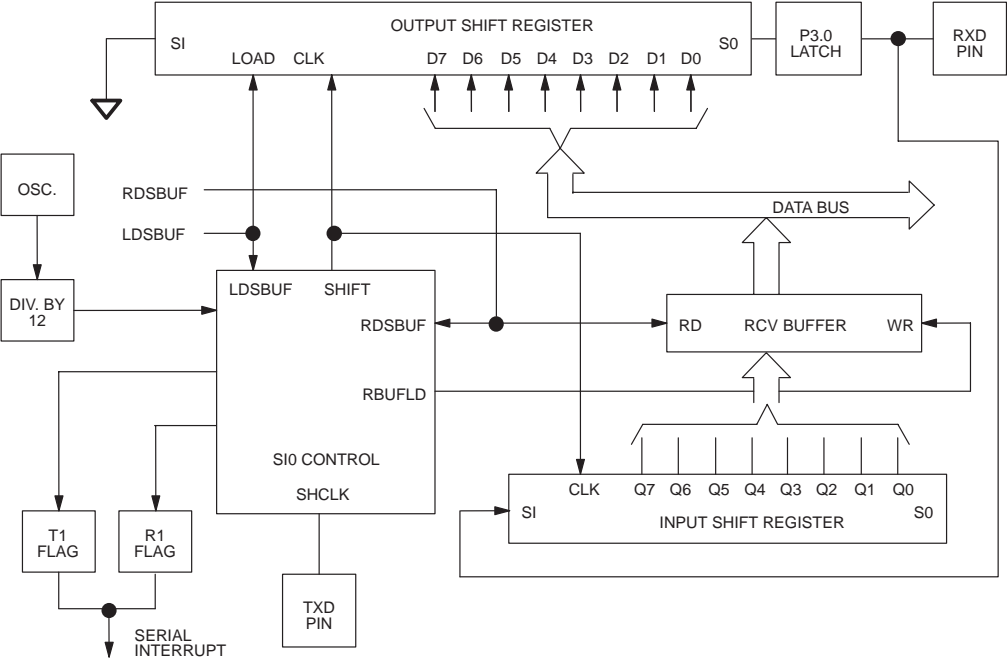 OUTPUT SHIFT REGISTER
SI
S0
LOAD
CLK
D7 D6 D5 D4 D3 D2 D1 D0
P3.0
LATCH
RXD
PIN
OSC.
RDSBUF
LDSBUF
DATA BUS
DIV. BY
12
LDSBUF
SHIFT
RDSBUF
RBUFLD
SI0 CONTROL
SHCLK
RD
RCV BUFFER
WR
CLK
Q7 Q6 Q5 Q4 Q3 Q2 Q1 Q0
SI
S0
INPUT SHIFT REGISTER
T1
FLAG
R1
FLAG
TXD
PIN
SERIAL
INTERRUPT